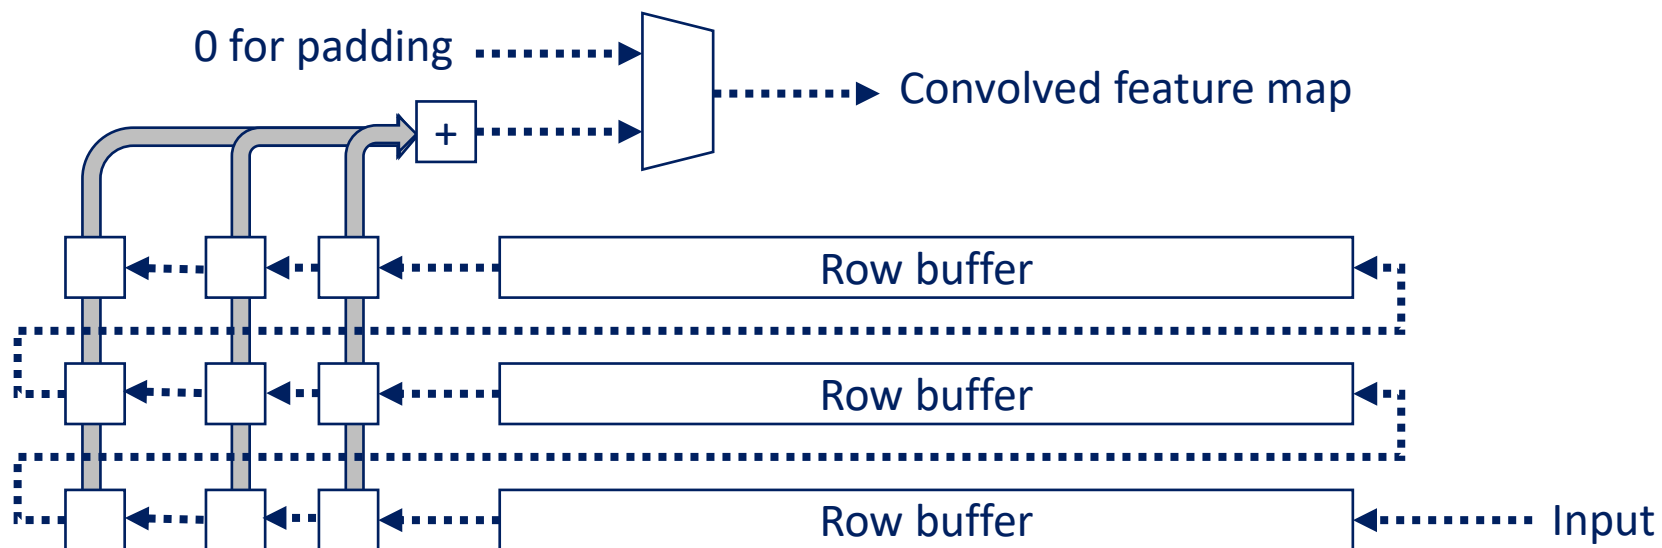 0 for padding
Convolved feature map
+
Row buffer
Row buffer
Row buffer
Input